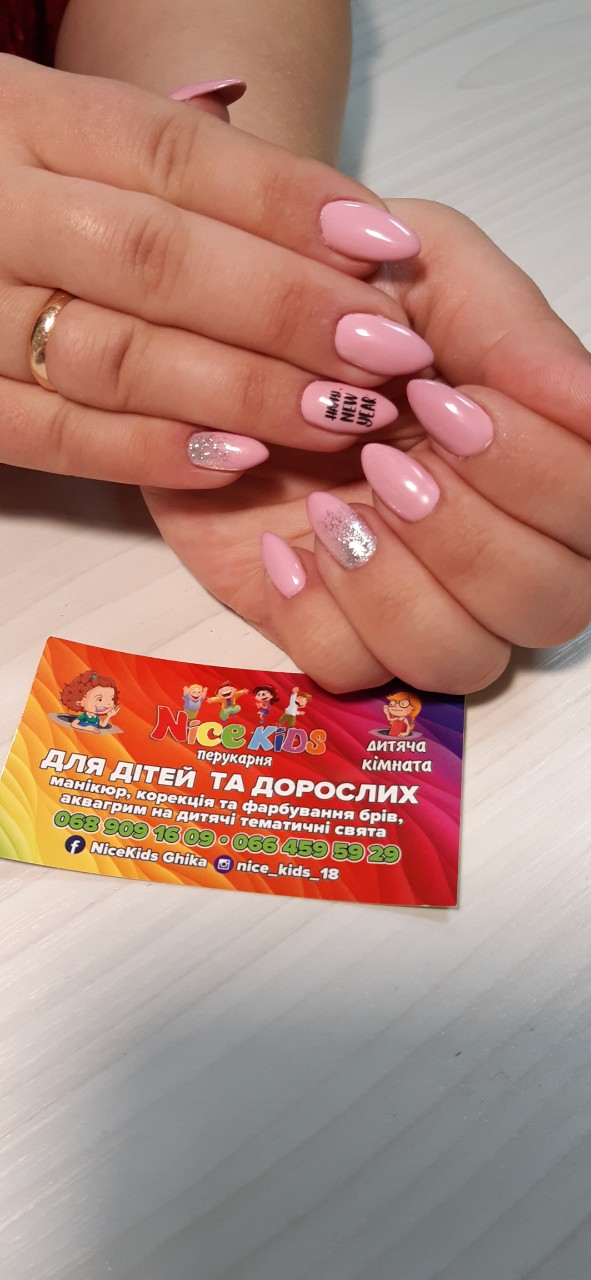 HAPPY
NEW
YEAR
Nice KiDS
перукарня
дитяча
кімната
ДЛЯ ДІТЕЙ ТА ДОРОСЛИХ
манікюр, корекція та фарбування брів,
аквагрим на дитячі тематичні свята
068 909 16 09 • 066 459 59 29
f NiceKids Ghika nice_kids_18